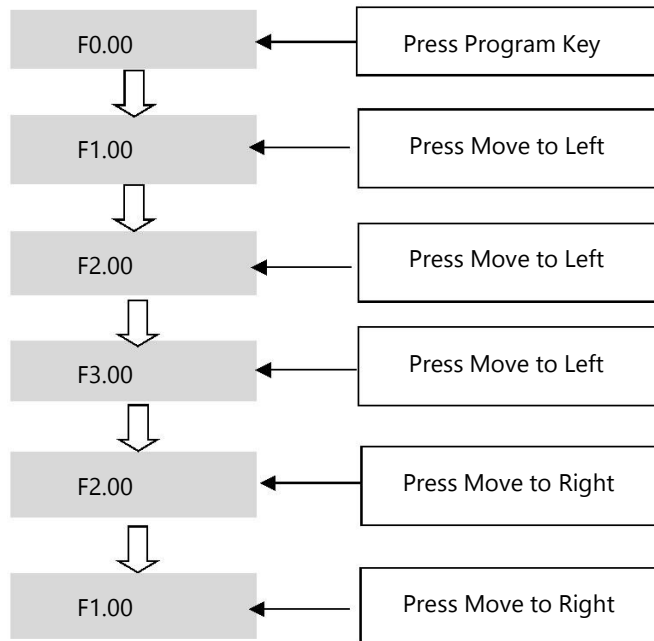 F0.00
Press Program Key
F1.00
Press Move to Left
F2.00
Press Move to Left
F3.00
Press Move to Left
F2.00
Press Move to Right
F1.00
Press Move to Right